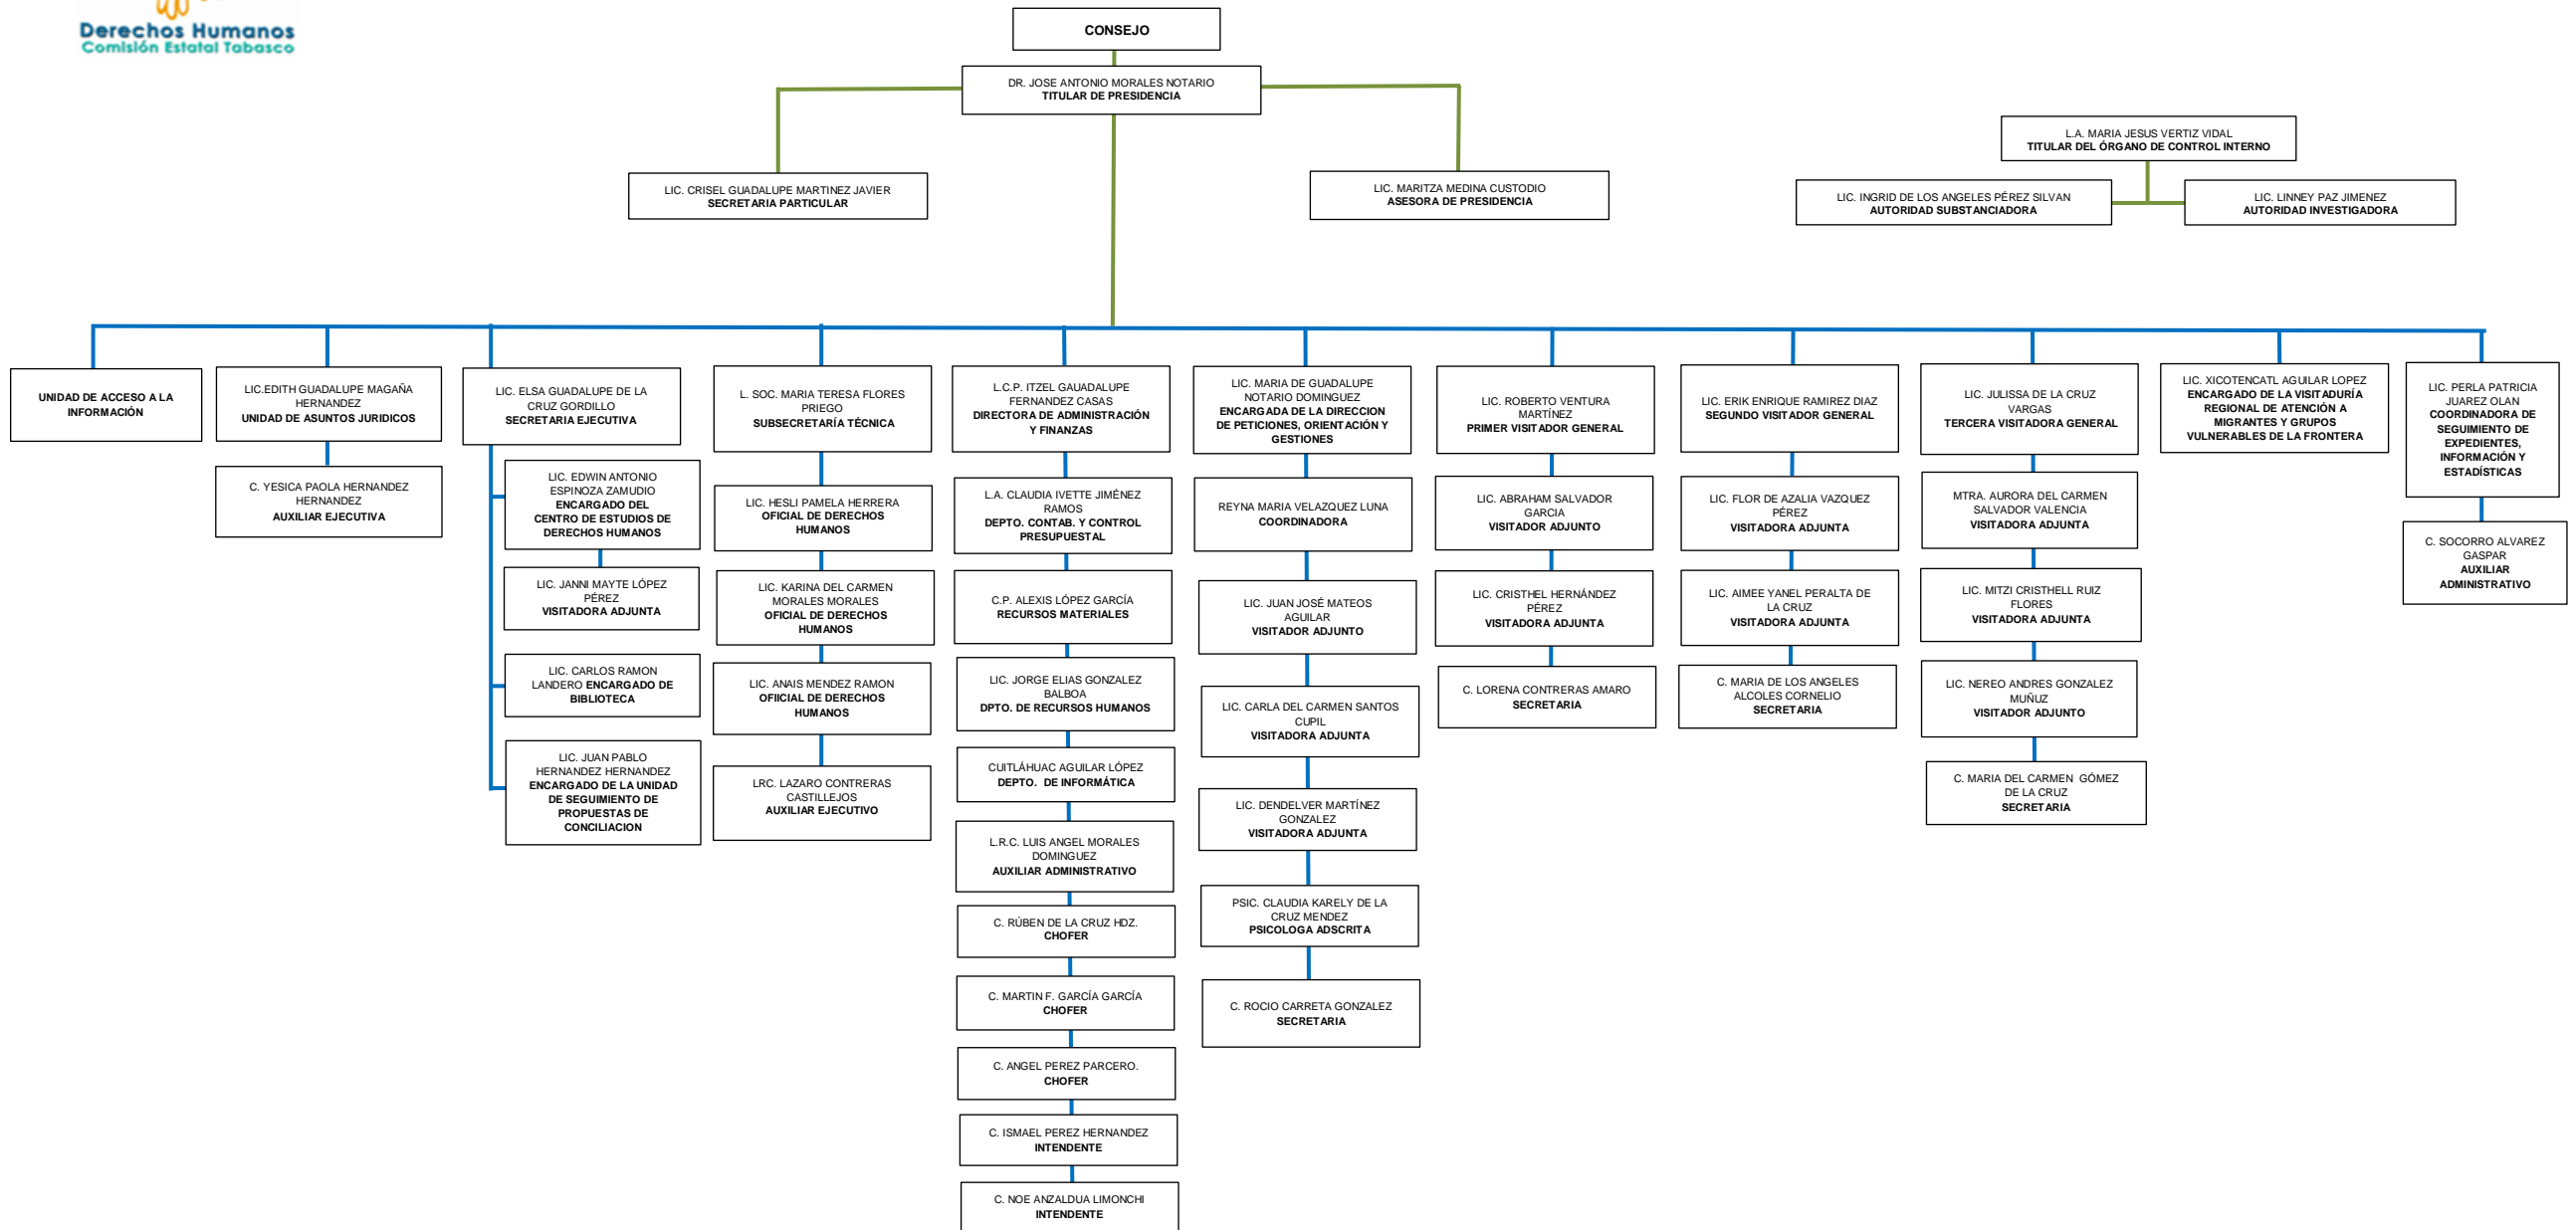 Derechos Humanos
Comisión Estatal Tabasco
CONSEJO
DR. JOSE ANTONIO MORALES NOTARIO
TITULAR DE PRESIDENCIA
LIC. CRISEL GUADALUPE MARTINEZ JAVIER
SECRETARIA PARTICULAR
LIC. MARITZA MEDINA CUSTODIO
ASESORA DE PRESIDENCIA
L.A. MARIA JESUS VERTIZ VIDAL
TITULAR DEL ÓRGANO DE CONTROL INTERNO
LIC. INGRID DE LOS ANGELES PÉREZ SILVAN
AUTORIDAD SUBSTANCIADORA
LIC. LINNEY PAZ JIMENEZ
AUTORIDAD INVESTIGADORA
UNIDAD DE ACCESO A LA
INFORMACIÓN
LIC.EDITH GUADALUPE MAGAÑA
HERNANDEZ
UNIDAD DE ASUNTOS JURIDICOS
C. YESICA PAOLA HERNANDEZ
HERNANDEZ
AUXILIAR EJECUTIVA
LIC. ELSA GUADALUPE DE LA
CRUZ GORDILLO
SECRETARIA EJECUTIVA
LIC. EDWIN ANTONIO
ESPINOZA ZAMUDIO
ENCARGADO DEL
CENTRO DE ESTUDIOS DE
DERECHOS HUMANOS
LIC. JANNI MAYTE LÓPEZ
PÉREZ
VISITADORA ADJUNTA
LIC. CARLOS RAMON
LANDERO ENCARGADO DE
BIBLIOTECA
LIC. JUAN PABLO
HERNANDEZ HERNANDEZ
ENCARGADO DE LA UNIDAD
DE SEGUIMIENTO DE
PROPUESTAS DE
CONCILIACION
L. SOC. MARIA TERESA FLORES
PRIEGO
SUBSECRETARÍA TÉCNICA
LIC. HESLI PAMELA HERRERA
OFICIAL DE DERECHOS
HUMANOS
LIC. KARINA DEL CARMEN
MORALES MORALES
OFICIAL DE DERECHOS
HUMANOS
LIC. ANAIS MENDEZ RAMON
OFIICIAL DE DERECHOS
HUMANOS
LRC. LAZARO CONTRERAS
CASTILLEJOS
AUXILIAR EJECUTIVO
L.C.P. ITZEL GAUADALUPE
FERNANDEZ CASAS
DIRECTORA DE ADMINISTRACIÓN
Y FINANZAS
L.A. CLAUDIA IVETTE JIMÉNEZ
RAMOS
DEPTO. CONTAB. Y CONTROL
PRESUPUESTAL
C.P. ALEXIS LÓPEZ GARCÍA
RECURSOS MATERIALES
LIC. JORGE ELIAS GONZALEZ
BALBOA
DPTO. DE RECURSOS HUMANOS
CUITLÁHUAC AGUILAR LÓPEZ
DEPTO. DE INFORMÁTICA
L.R.C. LUIS ANGEL MORALES
DOMINGUEZ
AUXILIAR ADMINISTRATIVO
C. RÚBEN DE LA CRUZ HDZ.
CHOFER
C. MARTIN F. GARCÍA GARCÍA
CHOFER
C. ANGEL PEREZ PARCERO.
CHOFER
C. ISMAEL PEREZ HERNANDEZ
INTENDENTE
C. NOE ANZALDUA LIMONCHI
INTENDENTE
LIC. MARIA DE GUADALUPE
NOTARIO DOMINGUEZ
ENCARGADA DE LA DIRECCION
DE PETICIONES, ORIENTACIÓN Y
GESTIONES
REYNA MARIA VELAZQUEZ LUNA
COORDINADORA
LIC. JUAN JOSÉ MATEOS
AGUILAR
VISITADOR ADJUNTO
LIC. CARLA DEL CARMEN SANTOS
CUPIL
VISITADORA ADJUNTA
LIC. DENDELVER MARTÍNEZ
GONZALEZ
VISITADORA ADJUNTA
PSIC. CLAUDIA KARELY DE LA
CRUZ MENDEZ
PSICOLOGA ADSCRITA
C. ROCIO CARRETA GONZALEZ
SECRETARIA
LIC. ROBERTO VENTURA
MARTÍNEZ
PRIMER VISITADOR GENERAL
LIC. ABRAHAM SALVADOR
GARCIA
VISITADOR ADJUNTO
LIC. CRISTHEL HERNÁNDEZ
PÉREZ
VISITADORA ADJUNTA
C. LORENA CONTRERAS AMARO
SECRETARIA
LIC. ERIK ENRIQUE RAMIREZ DIAZ
SEGUNDO VISITADOR GENERAL
LIC. FLOR DE AZALIA VAZQUEZ
PÉREZ
VISITADORA ADJUNTA
LIC. AIMEE YANEL PERALTA DE
LA CRUZ
VISITADORA ADJUNTA
C. MARIA DE LOS ANGELES
ALCOLES CORNELIO
SECRETARIA
LIC. JULISSA DE LA CRUZ
VARGAS
TERCERA VISITADORA GENERAL
MTRA. AURORA DEL CARMEN
SALVADOR VALENCIA
VISITADORA ADJUNTA
LIC. MITZI CRISTHELL RUIZ
FLORES
VISITADORA ADJUNTA
LIC. NEREO ANDRES GONZALEZ
MUÑUZ
VISITADOR ADJUNTO
C. MARIA DEL CARMEN GÓMEZ
DE LA CRUZ
SECRETARIA
LIC. XICOTENCATL AGUILAR LOPEZ
ENCARGADO DE LA VISITADURÍA
REGIONAL DE ATENCIÓN A
MIGRANTES Y GRUPOS
VULNERABLES DE LA FRONTERA
LIC. PERLA PATRICIA
JUAREZ OLAN
COORDINADORA DE
SEGUIMIENTO DE
EXPEDIENTES,
INFORMACIÓN Y
ESTADÍSTICAS
C. SOCORRO ALVAREZ
GASPAR
AUXILIAR
ADMINISTRATIVO